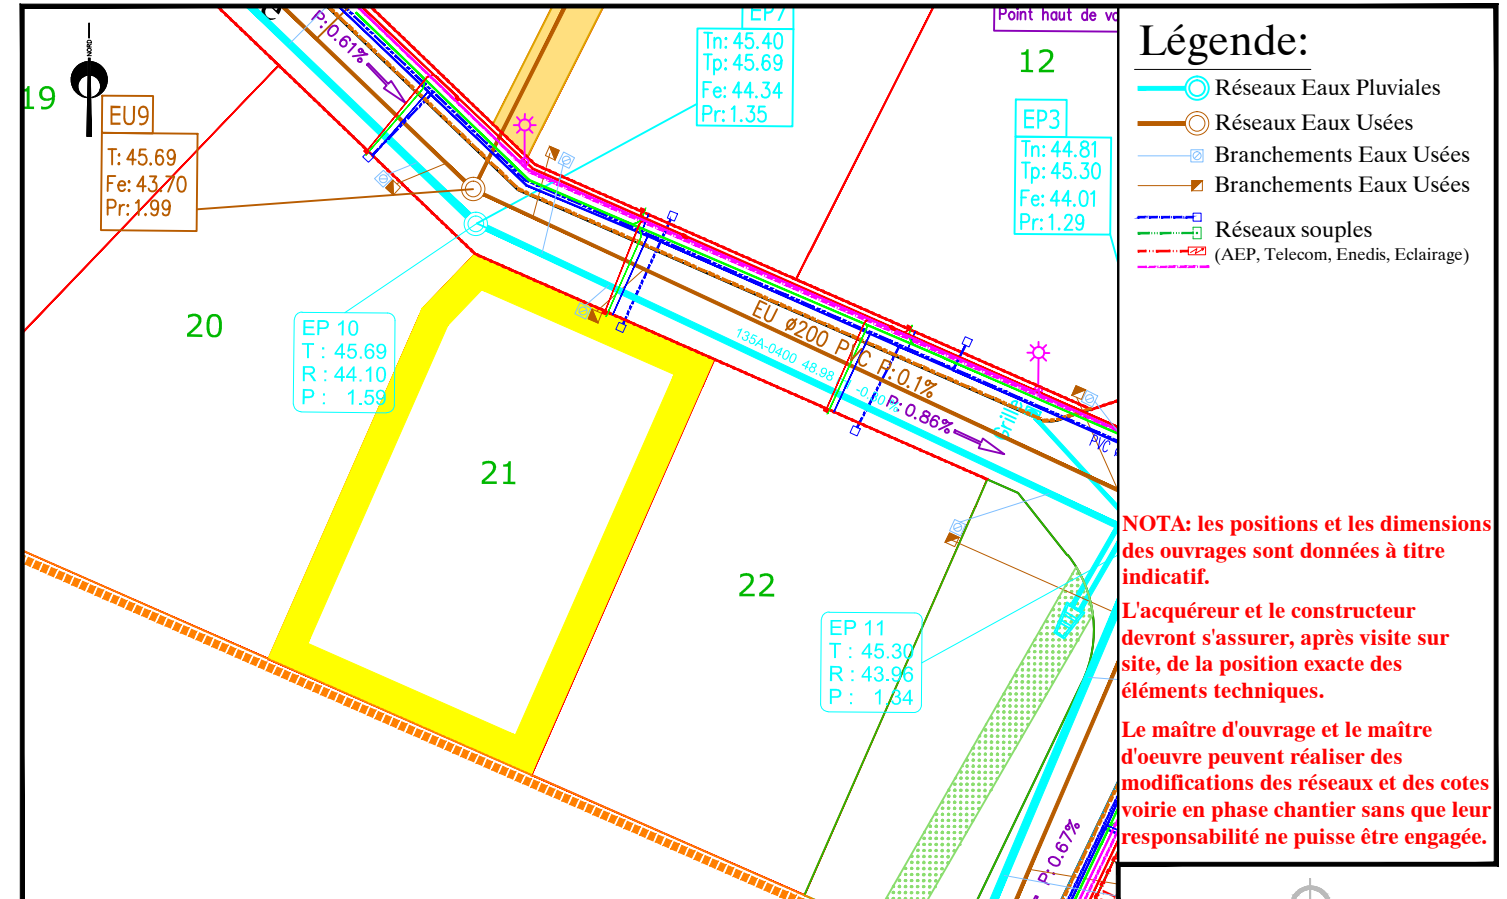 P:0.61%
NORD
19
EU9
T: 45.69
Fe: 43.70
Pr: 1.99
EP7
Tn: 45.40
Tp: 45.69
Fe: 44.34
Pr: 1.35
Point haut de vo
12
EP3
Tn: 44.81
Tp: 45.30
Fe: 44.01
Pr: 1.29
20
EP 10
T : 45.69
R : 44.10
P : 1.59
EU ø200 PVC P:0.1%
135A-0400 48.98
P:0.86%
Grill
PVC
21
22
EP 11
T : 45.30
R : 43.96
P : 1.34
P:0.67%
Légende:
Réseaux Eaux Pluviales
Réseaux Eaux Usées
Branchements Eaux Usées
Branchements Eaux Usées
Réseaux souples
(AEP, Telecom, Enedis, Eclairage)
NOTA: les positions et les dimensions
des ouvrages sont données à titre
indicatif.
L'acquéreur et le constructeur
devront s'assurer, après visite sur
site, de la position exacte des
éléments techniques.
Le maître d'ouvrage et le maître
d'oeuvre peuvent réaliser des
modifications des réseaux et des cotes
voirie en phase chantier sans que leur
responsabilité ne puisse être engagée.